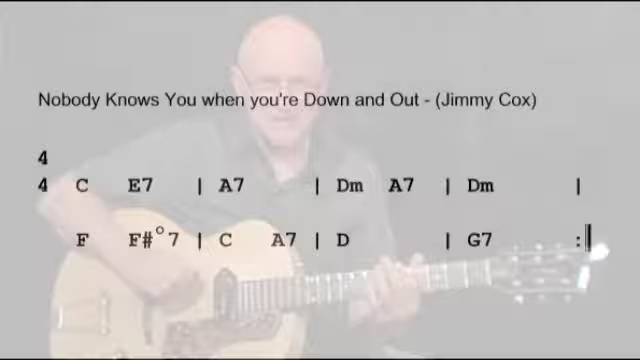 Nobody Knows You when you're Down and Out - (Jimmy Cox)
4
4 C E7 | A7 | Dm A7 | Dm |
F F#°7 | C A7 | D | G7 :||